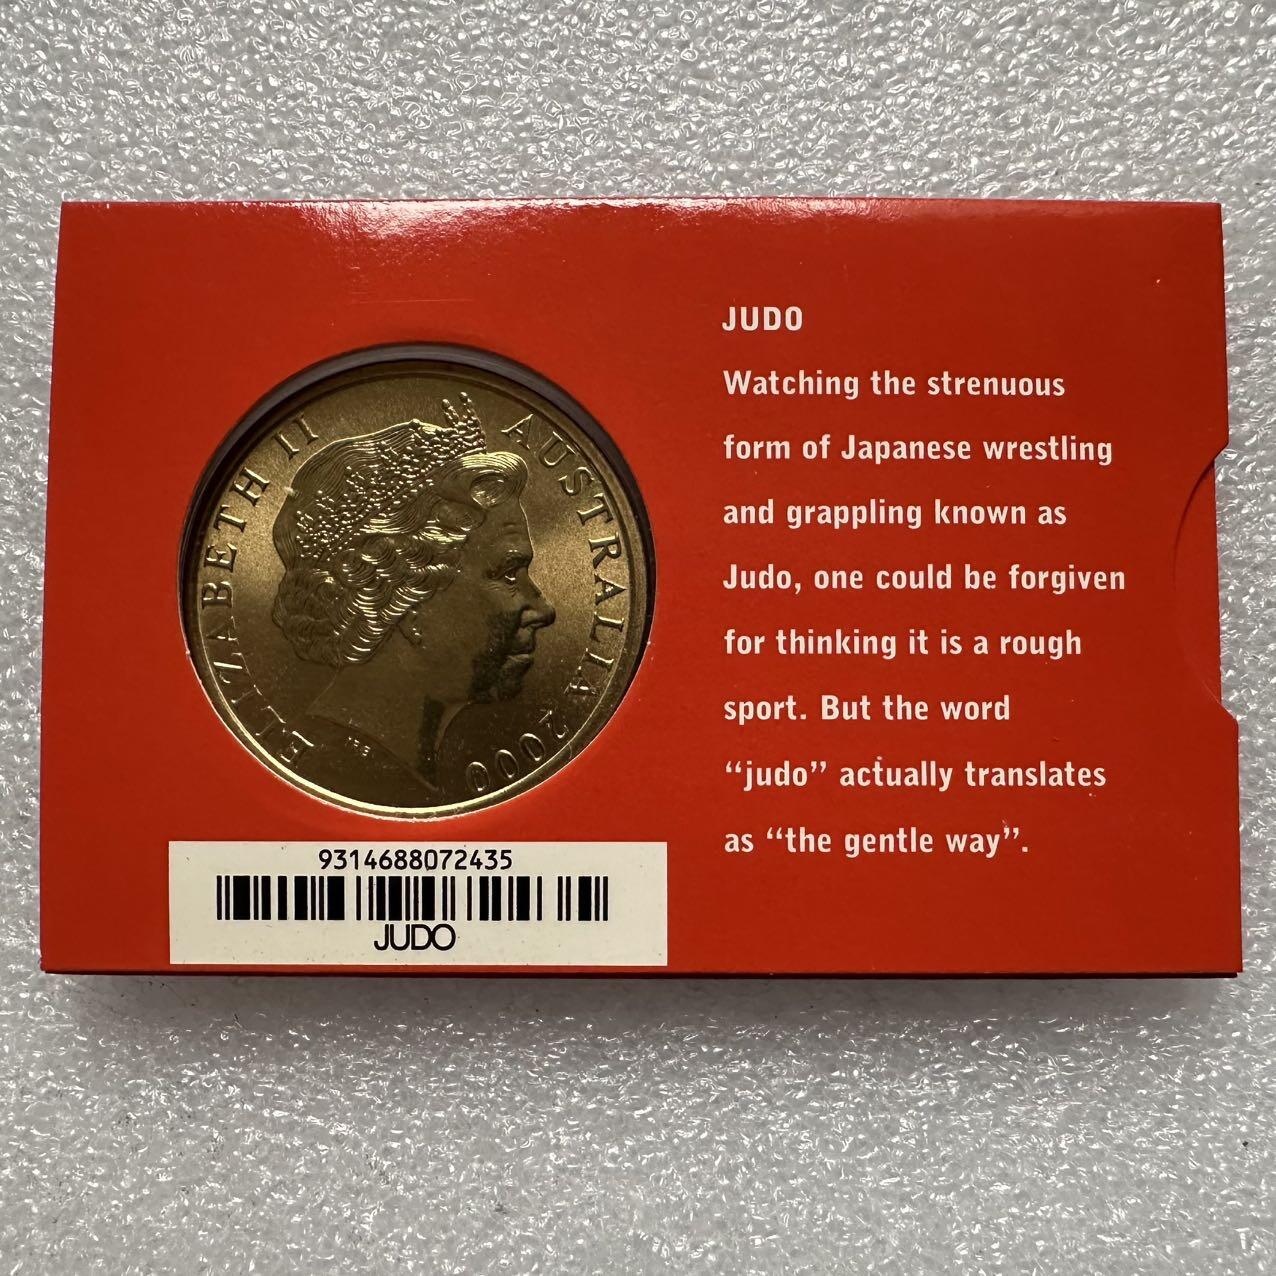 ELIZABETH II AUSTRALIA 2000
IRB
JUDO
Watching the strenuous
form of Japanese wrestling
and grappling known as
Judo, one could be forgiven
for thinking it is a rough
sport. But the word
“judo” actually translates
as “the gentle way”.
9314688072435
JUDO